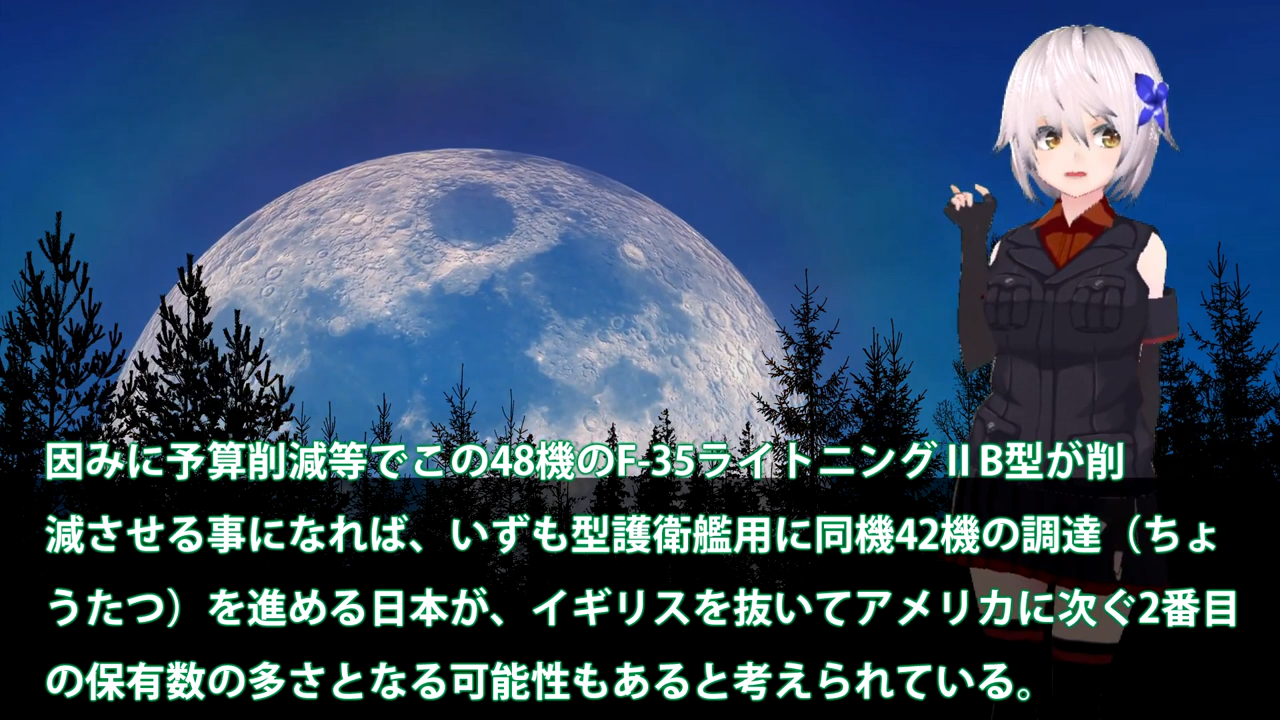 因みに予算削減等でこの48機のF-35ライトニングⅡB型が削
減させる事になれば、いずも型護衛艦用に同機42機の調達（ちょ
うたつ）を進める日本が、イギリスを抜いてアメリカに次ぐ2番目
の保有数の多さとなる可能性もあると考えられている。